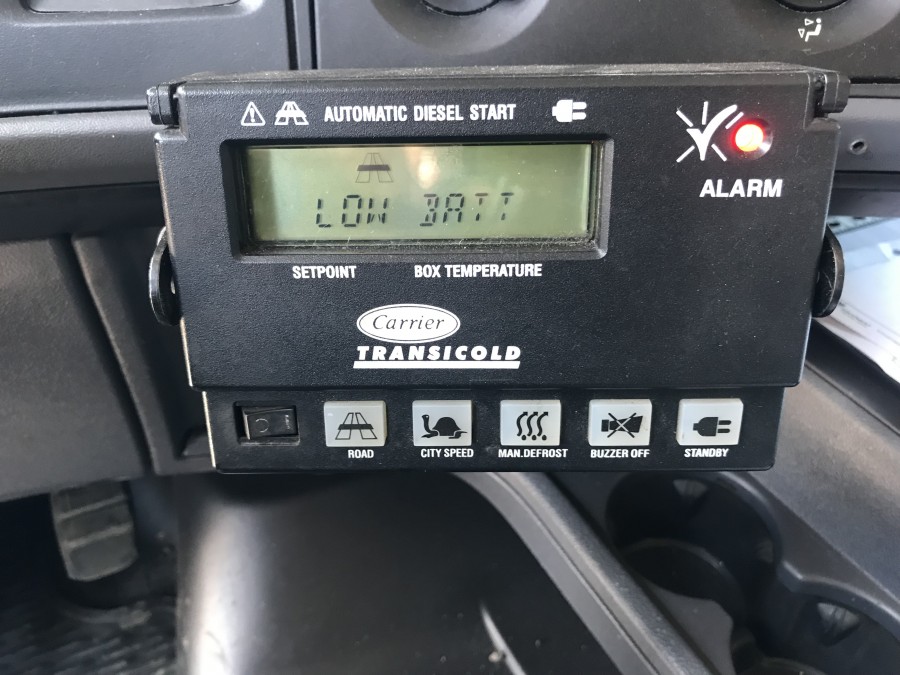 AUTOMATIC DIESEL START
ALARM
LOW BATT
SETPOINT BOX TEMPERATURE
Carrier
TRANSICOLD
ROAD CITY SPEED MAN.DEFROST BUZZER OFF STANDBY